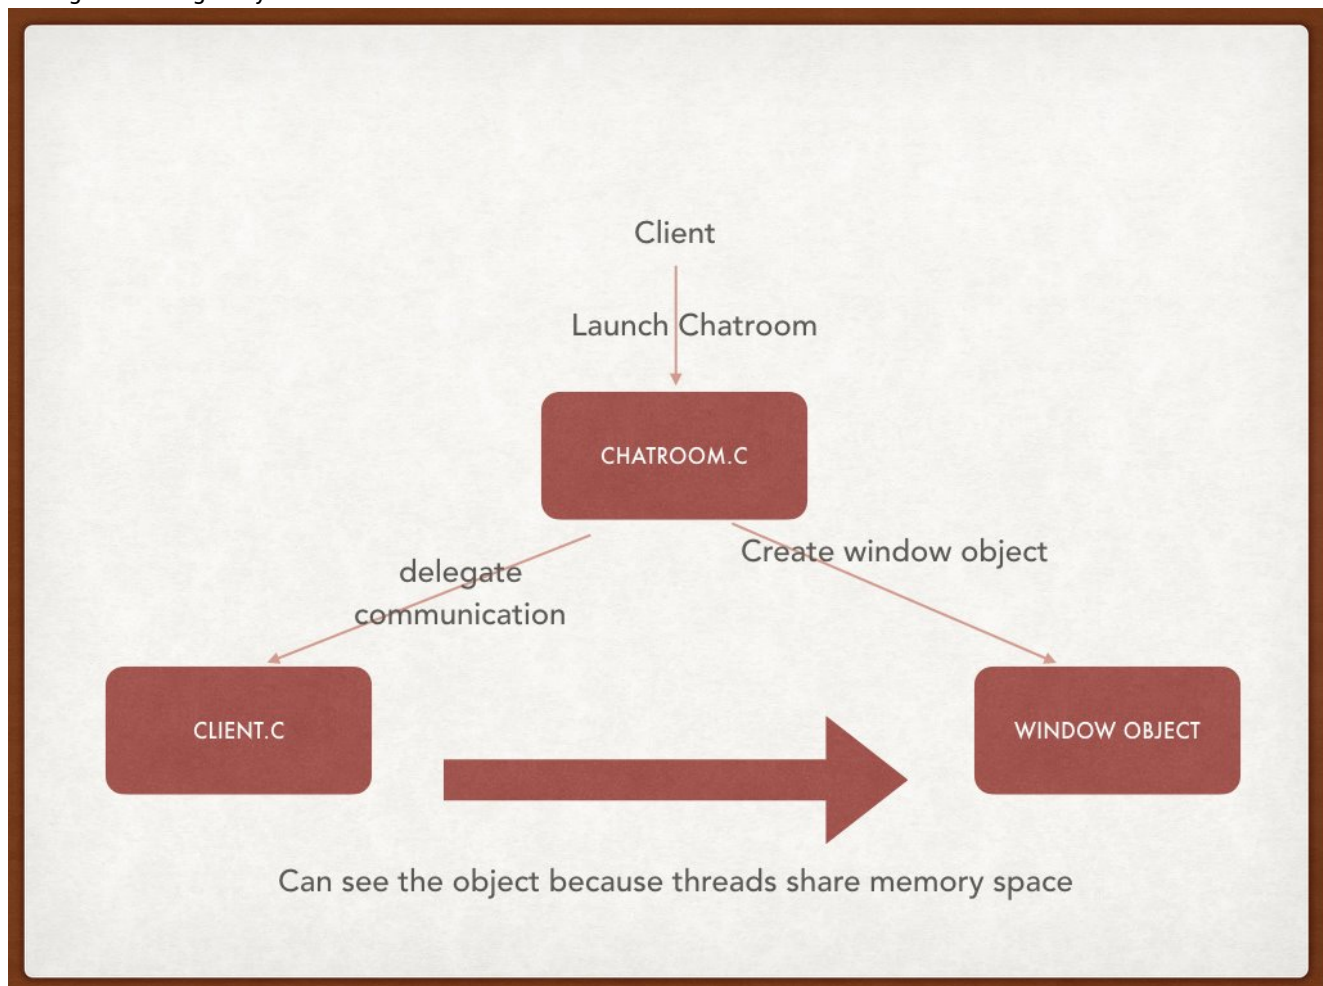 Client
Launch Chatroom
CHATROOM.C
Create window object
delegate
communication
CLIENT.C
WINDOW OBJECT
Can see the object because threads share memory space